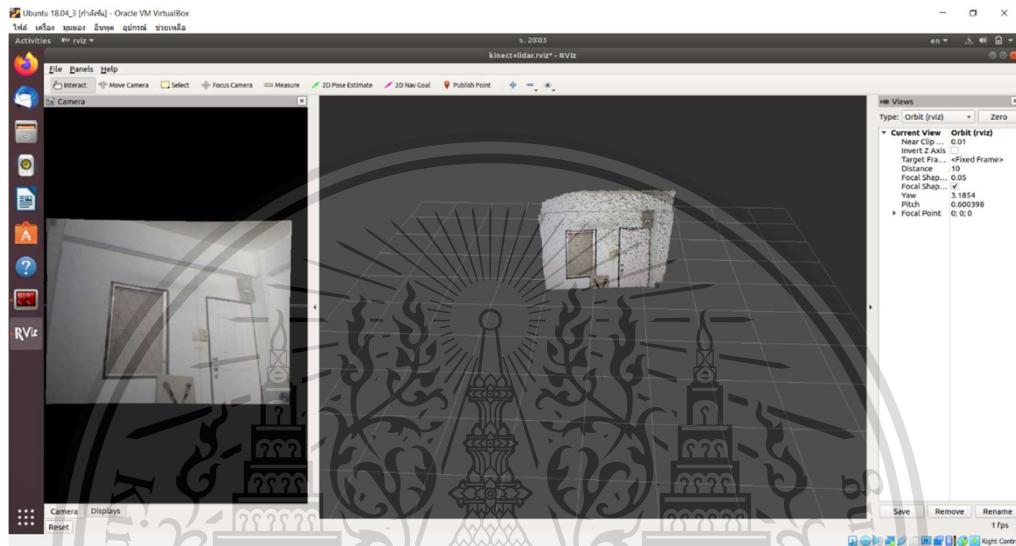 Ubuntu 18.04_3 [กำลังรัน] - Oracle VM VirtualBox
ไฟล์ เครื่อง มุมมอง อินพุต อุปกรณ์ ช่วยเหลือ
Activities rviz en
kinect+lidar.rviz* - RViz
File Panels Help
Interact Move Camera Select Focus Camera Measure 2D Pose Estimate 2D Nav Goal Publish Point
Camera
Views
Type: Orbit (rviz) Zero
Current View Orbit (rviz)
Near Clip ... 0.01
Invert Z Axis
Target Fra... <Fixed Frame>
Distance 10
Focal Shap... 0.05
Focal Shap... ✓
Yaw 3.1854
Pitch 0.600398
Focal Point 0; 0; 0
RViz
Camera Displays
Save Remove Rename
Reset
1 fps
Right Contr